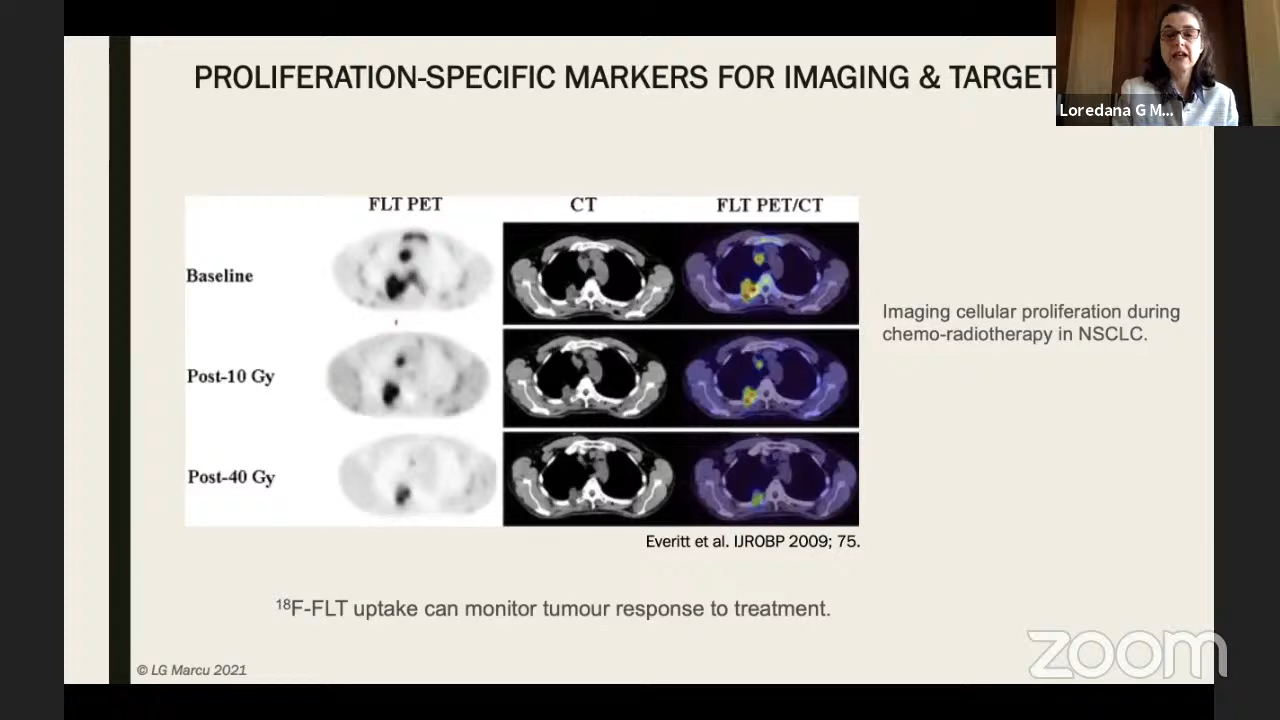 PROLIFERATION-SPECIFIC MARKERS FOR IMAGING & TARGET
Loredana G M...
FLT PET CT FLT PET/CT
Baseline
Post-10 Gy
Post-40 Gy
Imaging cellular proliferation during
chemo-radiotherapy in NSCLC.
Everitt et al. IJROBP 2009; 75.
¹⁸F-FLT uptake can monitor tumour response to treatment.
© LG Marcu 2021
zoom